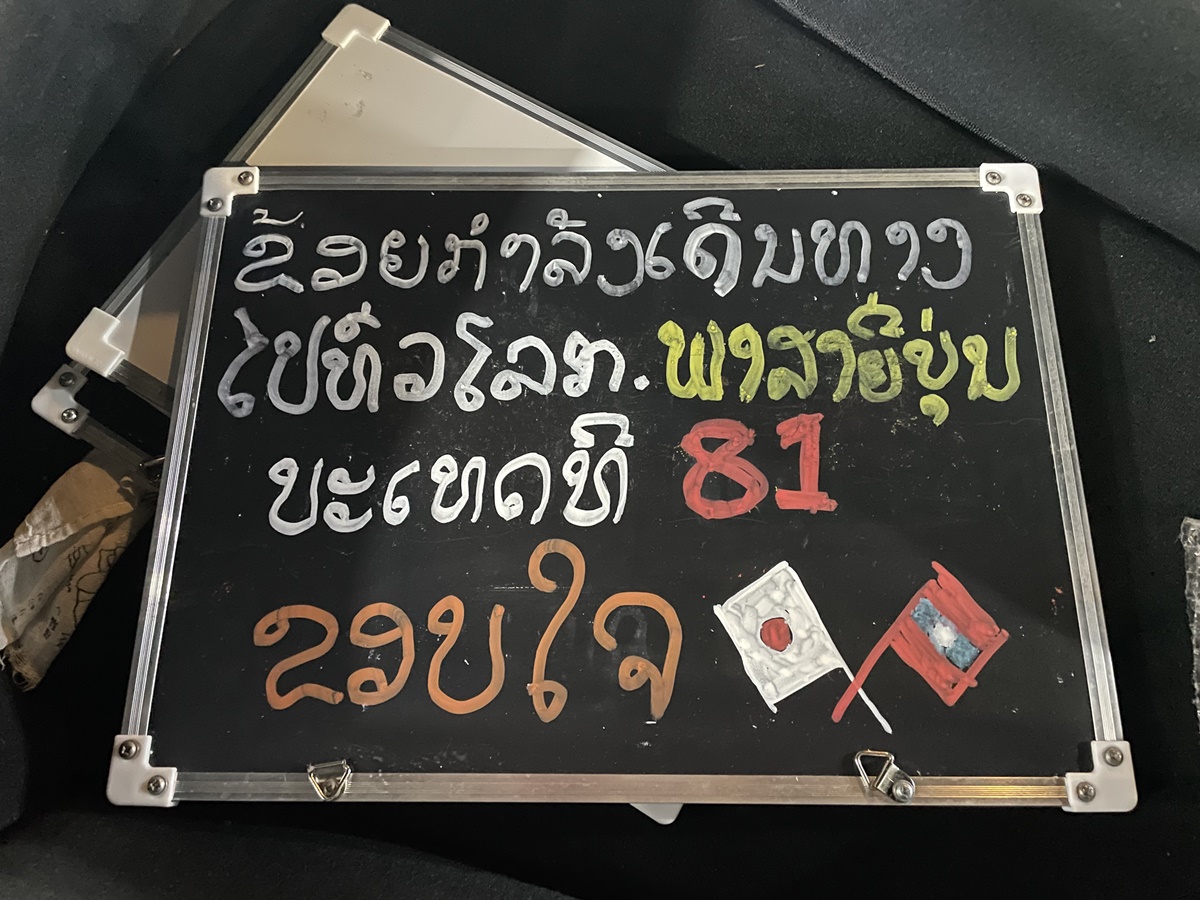 ຂ້ອຍກຳລັງເດີນທາງ
ໄປທົ່ວໂລກ. ພາສາຍີ່ປຸ່ນ
ປະເທດທີ 81
ຂອບໃຈ